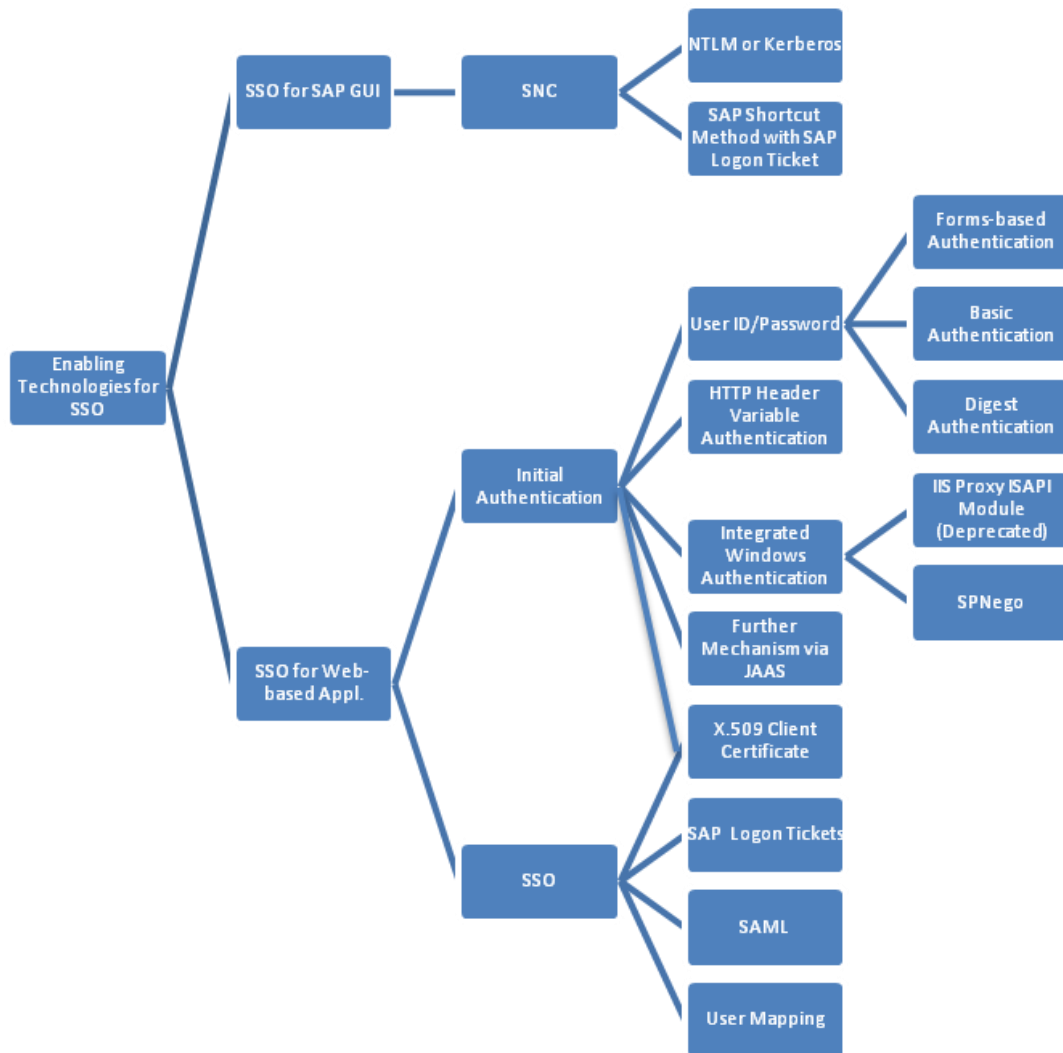 Enabling
Technologies for
SSO
SSO for SAP GUI
SNC
NTLM or Kerberos
SAP Shortcut
Method with SAP
Logon Ticket
SSO for Web-
based Appl.
Initial
Authentication
User ID/Password
Forms-based
Authentication
Basic
Authentication
Digest
Authentication
HTTP Header
Variable
Authentication
Integrated
Windows
Authentication
IIS Proxy ISAPI
Module
(Deprecated)
SPNego
Further
Mechanism via
JAAS
X.509 Client
Certificate
SSO
SAP Logon Tickets
SAML
User Mapping